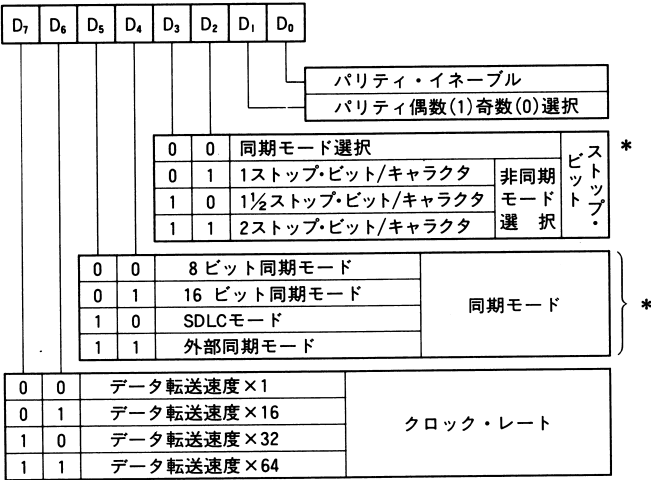 D7 D6 D5 D4 D3 D2 D1 D0
パリティ・イネーブル
パリティ偶数(1)奇数(0)選択
0 0 同期モード選択
0 1 1ストップ・ビット/キャラクタ
1 0 1½ストップ・ビット/キャラクタ
1 1 2ストップ・ビット/キャラクタ
非同期
モード
選 択
ストップ・
ビット
*
0 0 8ビット同期モード
0 1 16 ビット同期モード
1 0 SDLCモード
1 1 外部同期モード
同期モード
*
0 0 データ転送速度×1
0 1 データ転送速度×16
1 0 データ転送速度×32
1 1 データ転送速度×64
クロック・レート